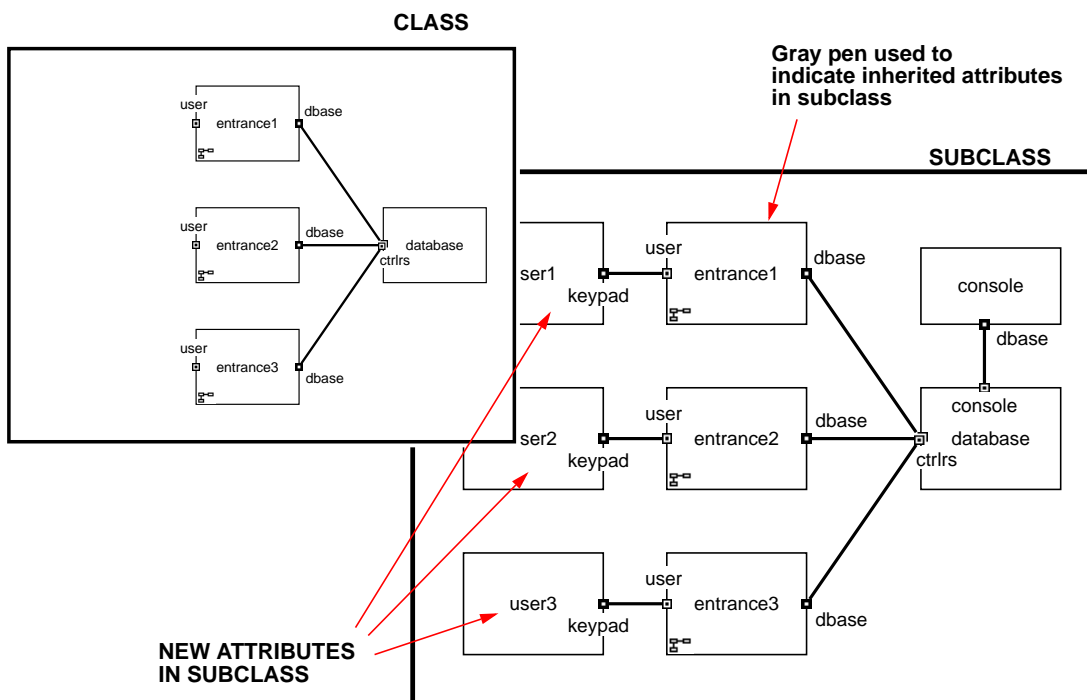 CLASS
user
dbase
entrance1
user
dbase
entrance2
database
ctrlrs
user
entrance3
dbase
Gray pen used to
indicate inherited attributes
in subclass
SUBCLASS
ser1
keypad
user
entrance1
dbase
console
dbase
console
ser2
keypad
user
entrance2
dbase
database
ctrlrs
user3
keypad
user
entrance3
dbase
NEW ATTRIBUTES
IN SUBCLASS